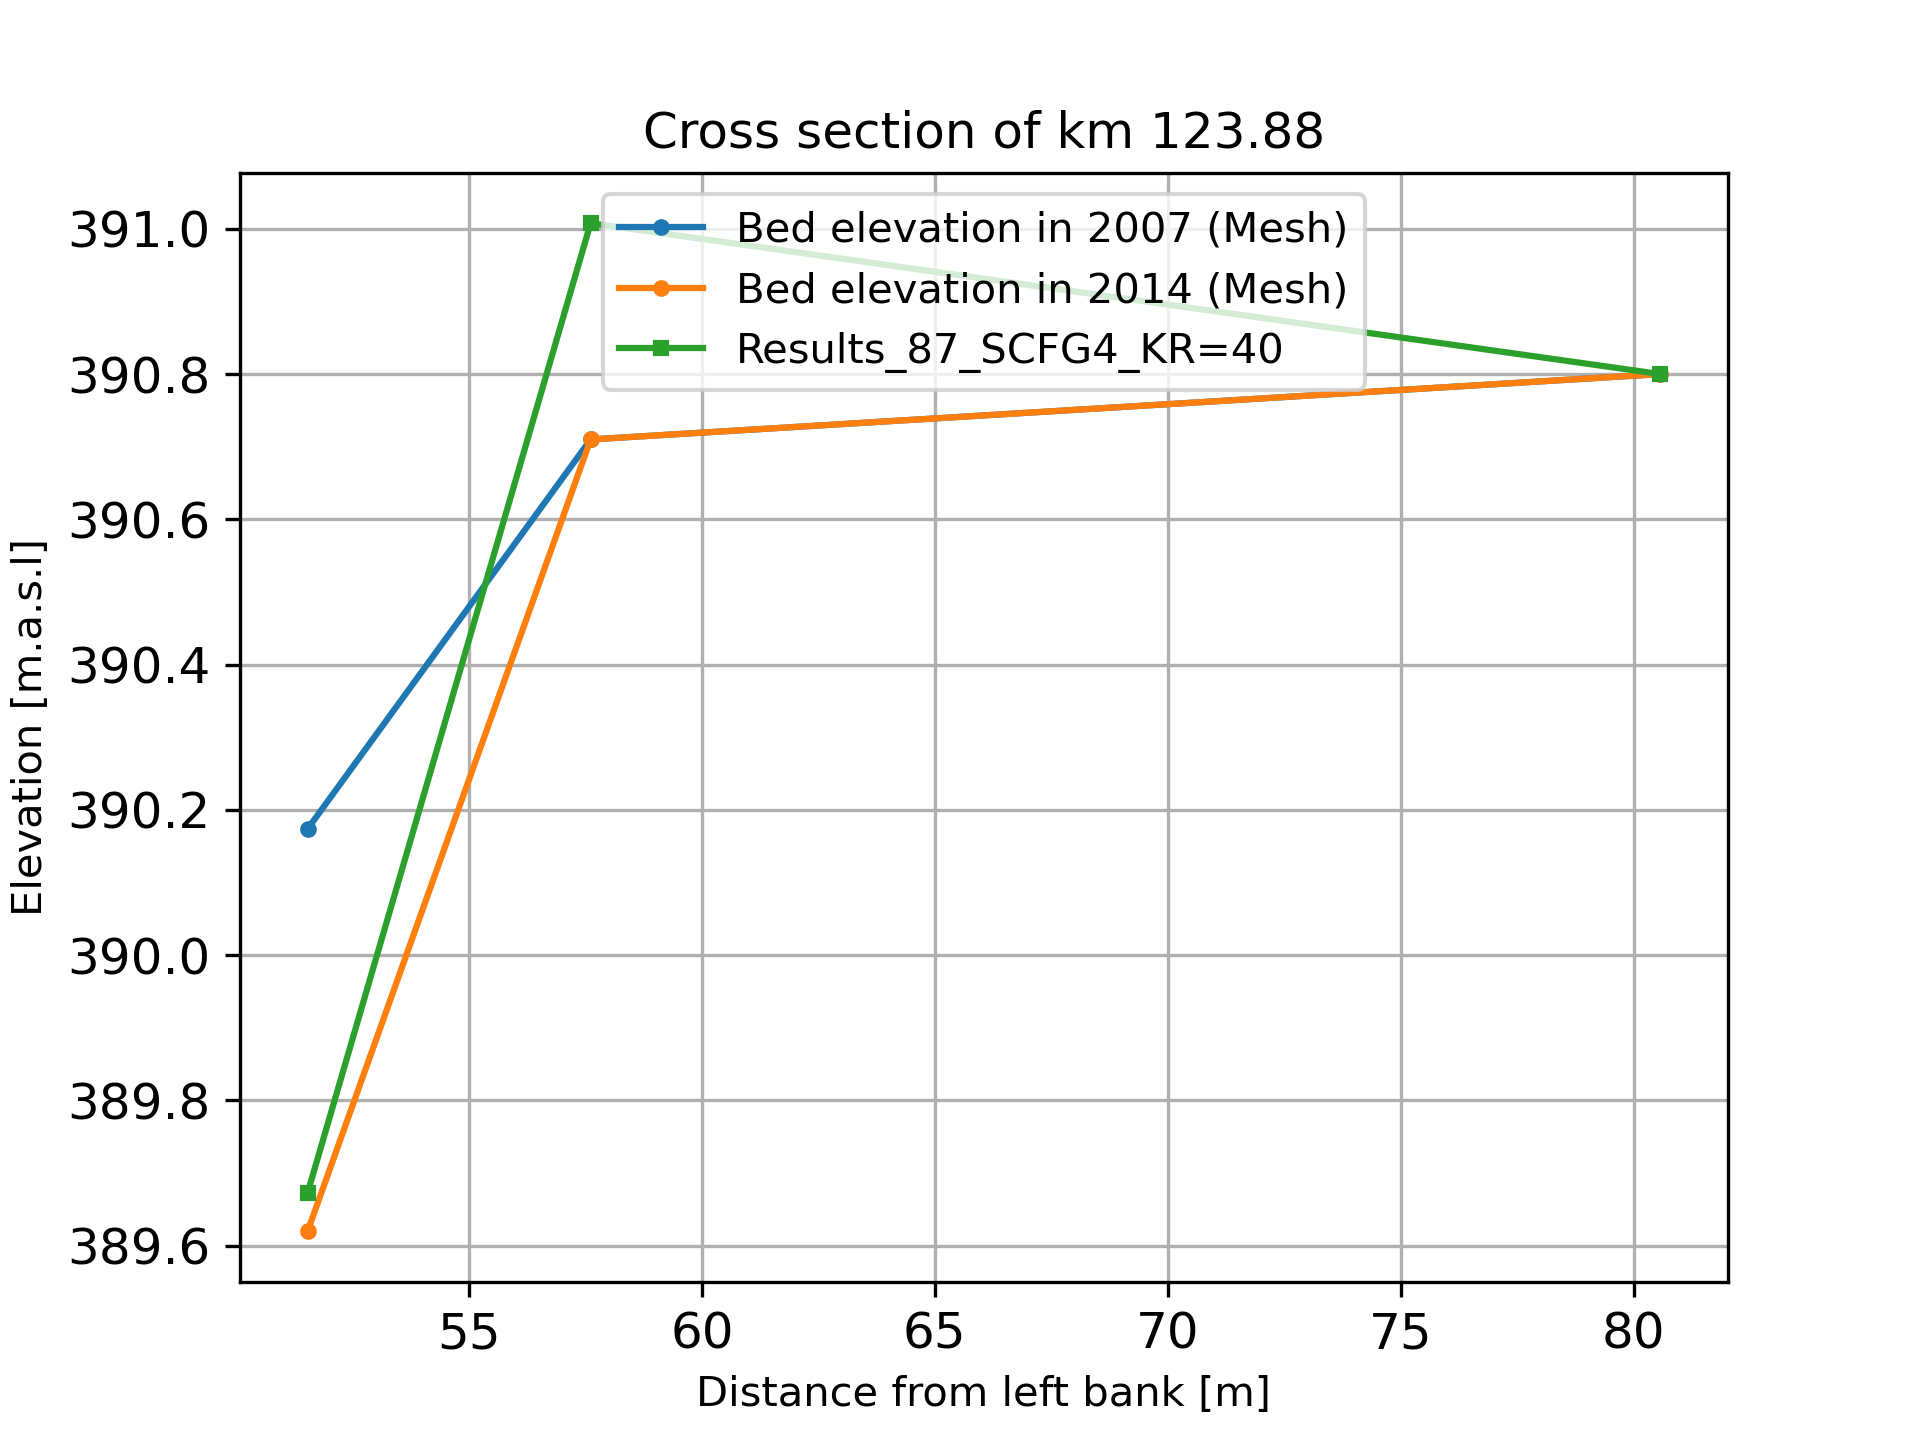 Cross section of km 123.88
Bed elevation in 2007 (Mesh)
Bed elevation in 2014 (Mesh)
Results_87_SCFG4_KR=40
Elevation [m.a.s.l]
391.0
390.8
390.6
390.4
390.2
390.0
389.8
389.6
55 60 65 70 75 80
Distance from left bank [m]